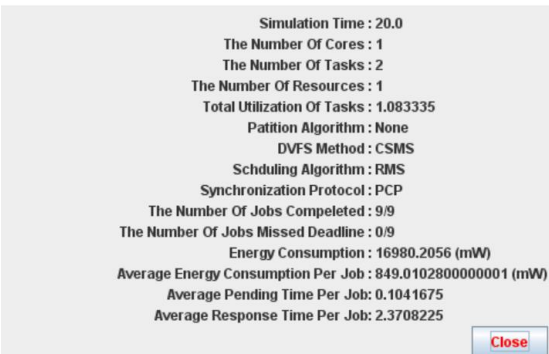 Simulation Time : 20.0
The Number Of Cores : 1
The Number Of Tasks : 2
The Number Of Resources : 1
Total Utilization Of Tasks : 1.083335
Patition Algorithm : None
DVFS Method : CSMS
Schduling Algorithm : RMS
Synchronization Protocol : PCP
The Number Of Jobs Compeleted : 9/9
The Number Of Jobs Missed Deadline : 0/9
Energy Consumption : 16980.2056 (mW)
Average Energy Consumption Per Job : 849.0102800000001 (mW)
Average Pending Time Per Job: 0.1041675
Average Response Time Per Job: 2.3708225
Close